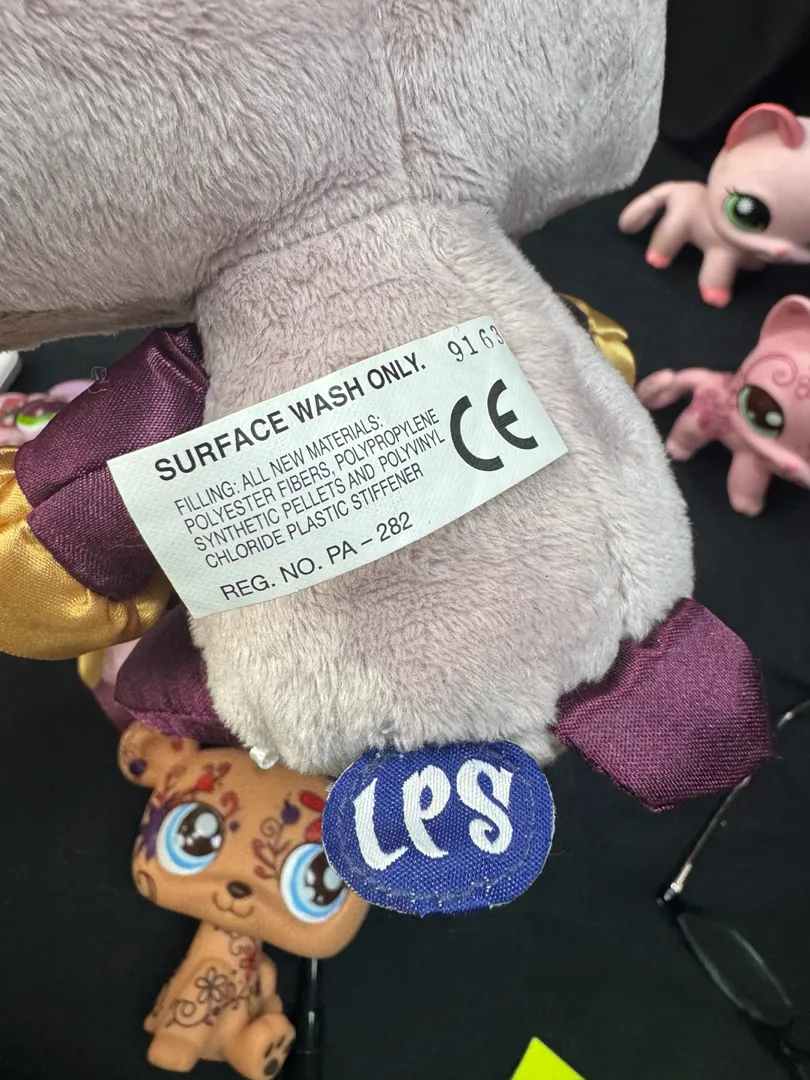 SURFACE WASH ONLY.
9163
FILLING: ALL NEW MATERIALS:
POLYESTER FIBERS, POLYPROPYLENE
SYNTHETIC PELLETS AND POLYVINYL
CHLORIDE PLASTIC STIFFENER
REG. NO. PA – 282
CE
LPS